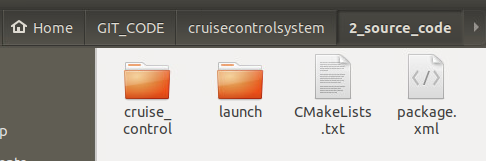 Home GIT_CODE cruisecontrolsystem 2_source_code
cruise_ launch CMakeLists package.
control .txt xml
p